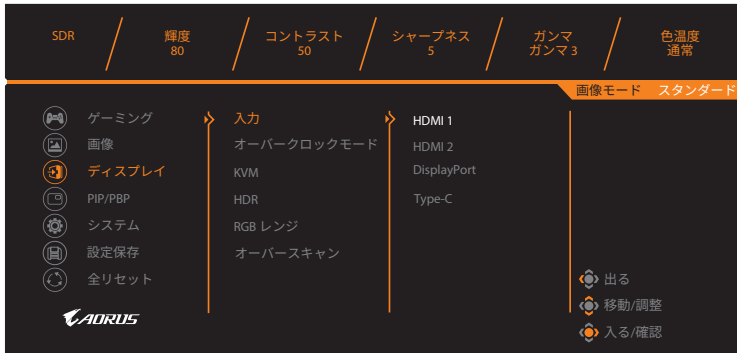 SDR
輝度
80
コントラスト
50
シャープネス
5
ガンマ
ガンマ 3
色温度
通常
画像モード スタンダード
ゲーミング
画像
ディスプレイ
PIP/PBP
システム
設定保存
全リセット
入力
オーバークロックモード
KVM
HDR
RGB レンジ
オーバースキャン
HDMI 1
HDMI 2
DisplayPort
Type-C
出る
移動/調整
入る/確認
AORUS